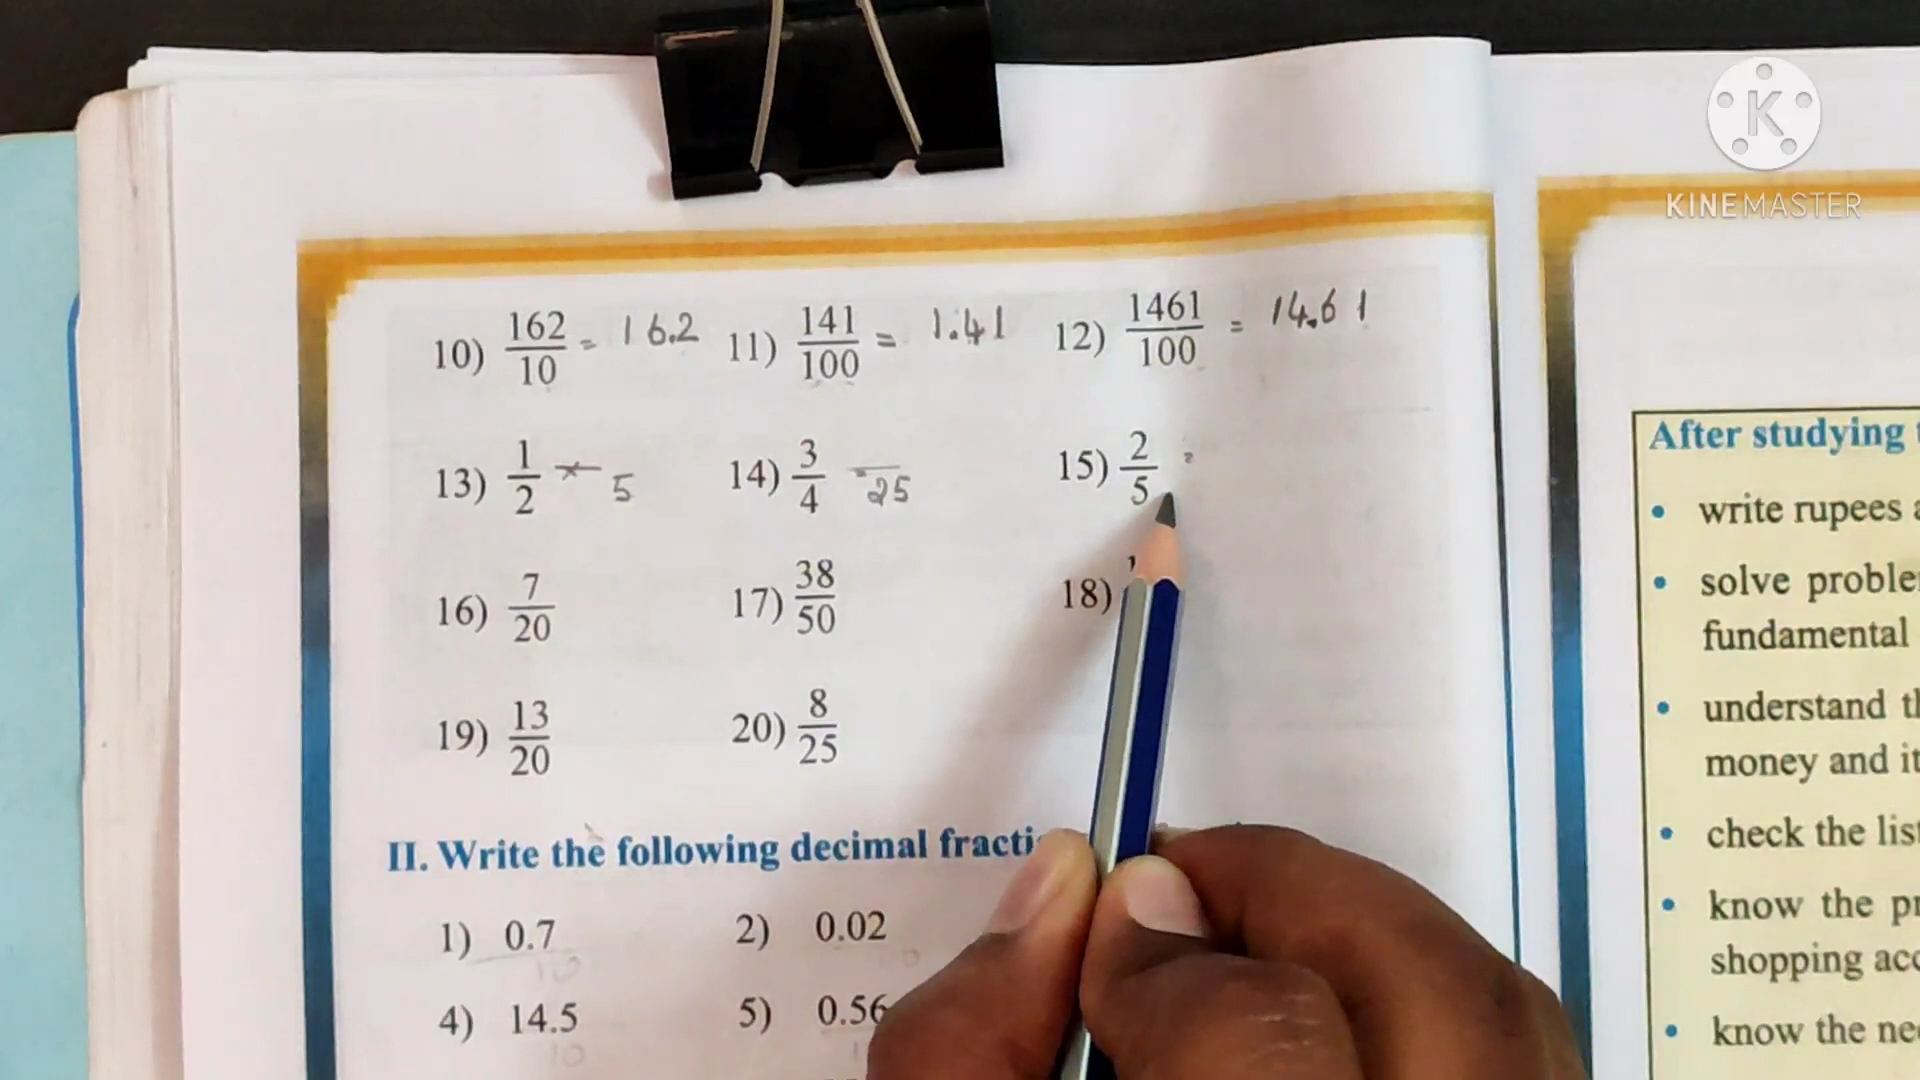 K
KINEMASTER
10) 162/10 = 16.2 11) 141/100 = 1.41 12) 1461/100 = 14.61
13) 1/2 5 14) 3/4 25 15) 2/5
16) 7/20 17) 38/50 18)
19) 13/20 20) 8/25
II. Write the following decimal fracti
1) 0.7 2) 0.02
4) 14.5 5) 0.56
After studying
• write rupees
• solve
fundamental
• understand
money and
• check the
• know the
shopping
• know the